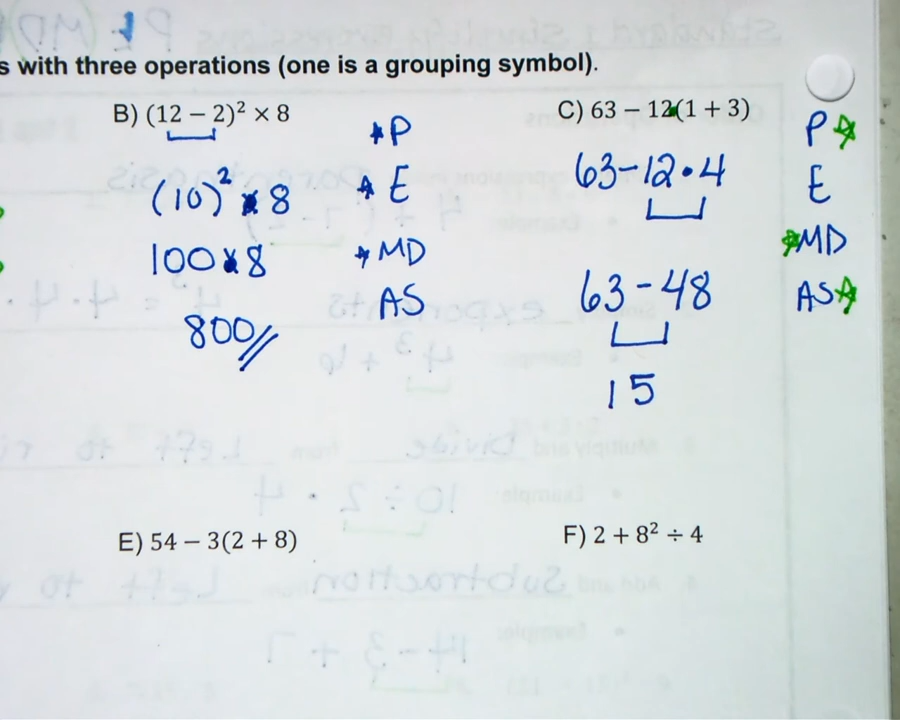 s with three operations (one is a grouping symbol).
B) (12 – 2)² × 8
(10)² × 8
100 × 8
800
P
E
MD
AS
C) 63 – 12(1 + 3)
63 - 12 • 4
63 - 48
15
P
E
MD
AS
E) 54 – 3(2 + 8)
F) 2 + 8² ÷ 4